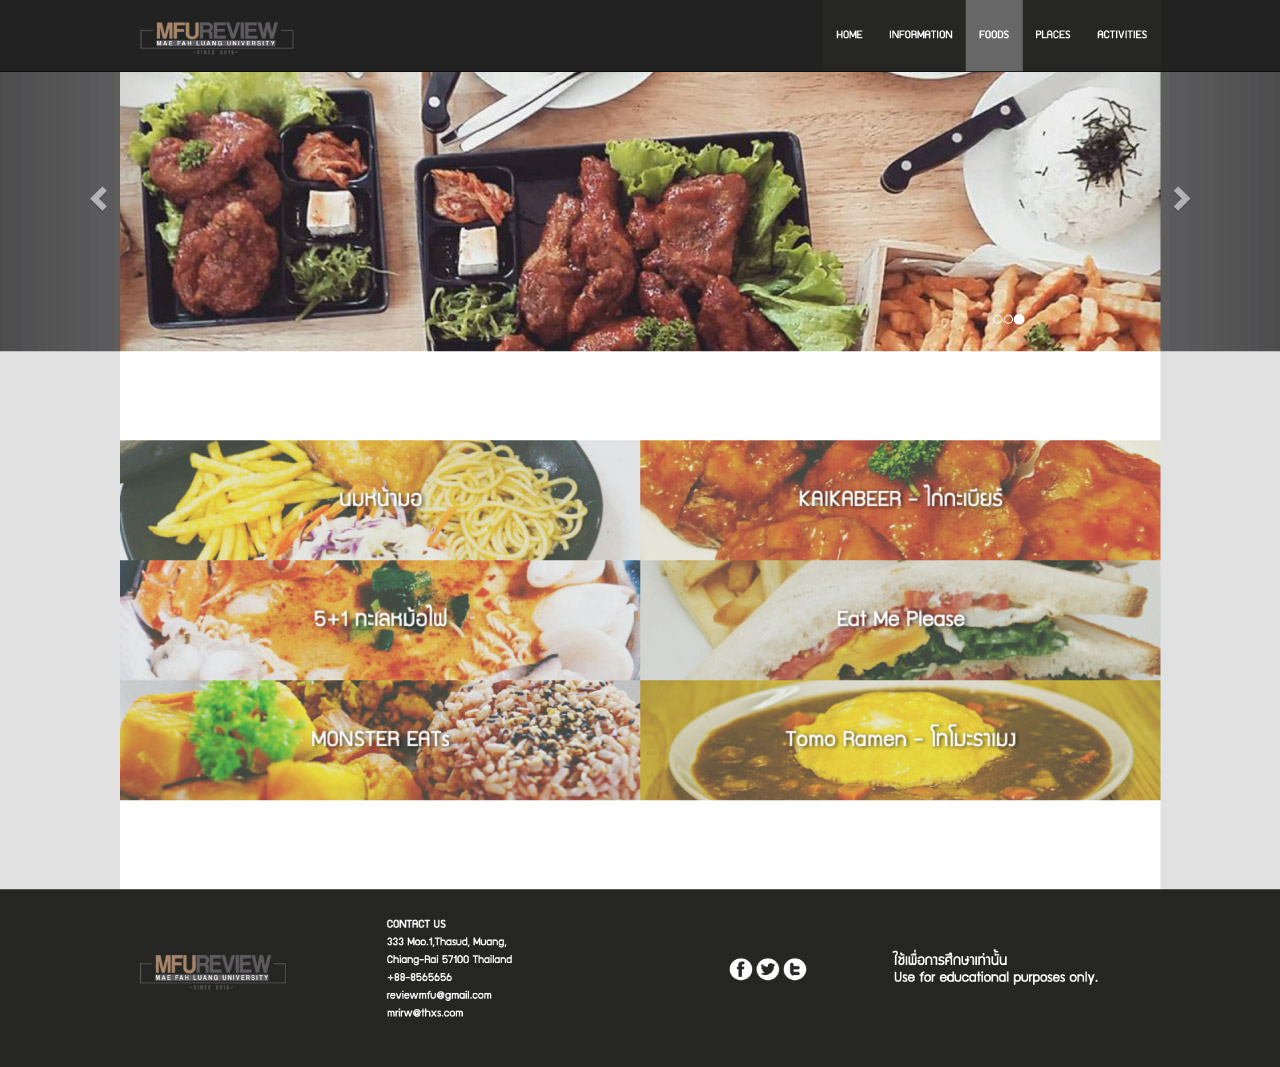 MFUREVIEW
MAE FAH LUANG UNIVERSITY
-SINCE 2016-
HOME INFORMATION FOODS PLACES ACTIVITIES
นมหน้ามอ
KAIKABEER - ไก่กะเบียร์
5+1 ทะเลหม้อไฟ
Eat Me Please
MONSTER EATs
Tomo Ramen - โทโมะราเมง
CONTACT US
333 Moo.1,Thasud, Muang,
Chiang-Rai 57100 Thailand
+88-8565656
reviewmfu@gmail.com
mrirw@thxs.com
MFUREVIEW
MAE FAH LUANG UNIVERSITY
-SINCE 2016-
ใช้เพื่อการศึกษาเท่านั้น
Use for educational purposes only.